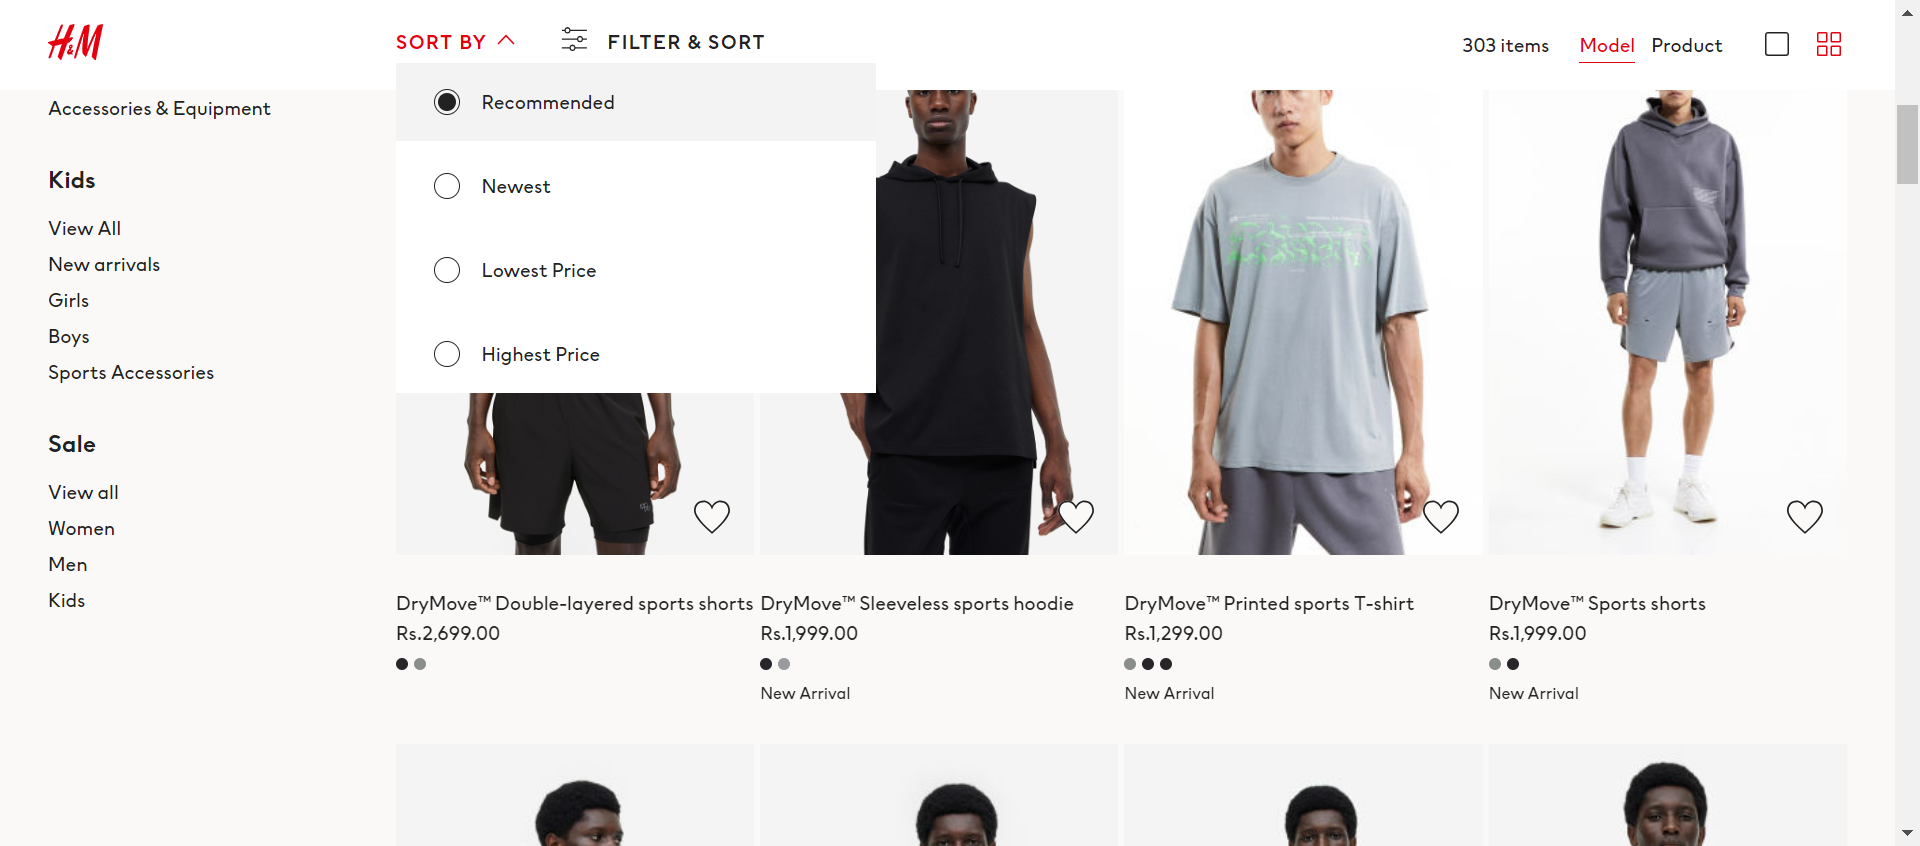 H&M
SORT BY
FILTER & SORT
303 items
Model
Product
Recommended
Newest
Lowest Price
Highest Price
Accessories & Equipment
Kids
View All
New arrivals
Girls
Boys
Sports Accessories
Sale
View all
Women
Men
Kids
DryMove™ Double-layered sports shorts
Rs.2,699.00
DryMove™ Sleeveless sports hoodie
Rs.1,999.00
New Arrival
DryMove™ Printed sports T-shirt
Rs.1,299.00
New Arrival
DryMove™ Sports shorts
Rs.1,999.00
New Arrival